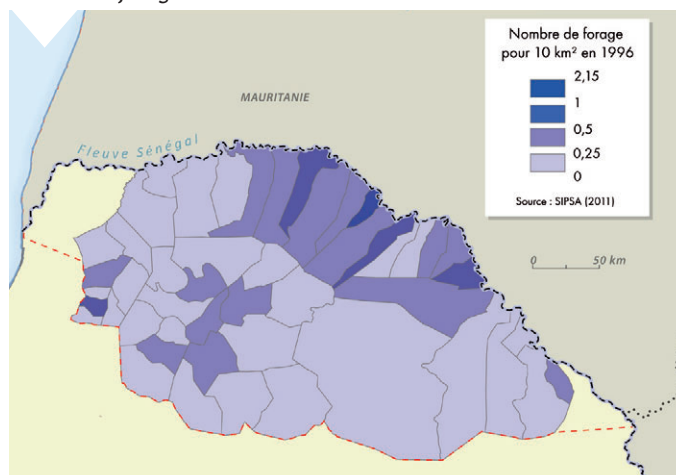 Nombre de forage
pour 10 km² en 1996
2,15
1
0,5
0,25
0
Source : SIPSA (2011)
MAURITANIE
Fleuve Sénégal
0 50 km